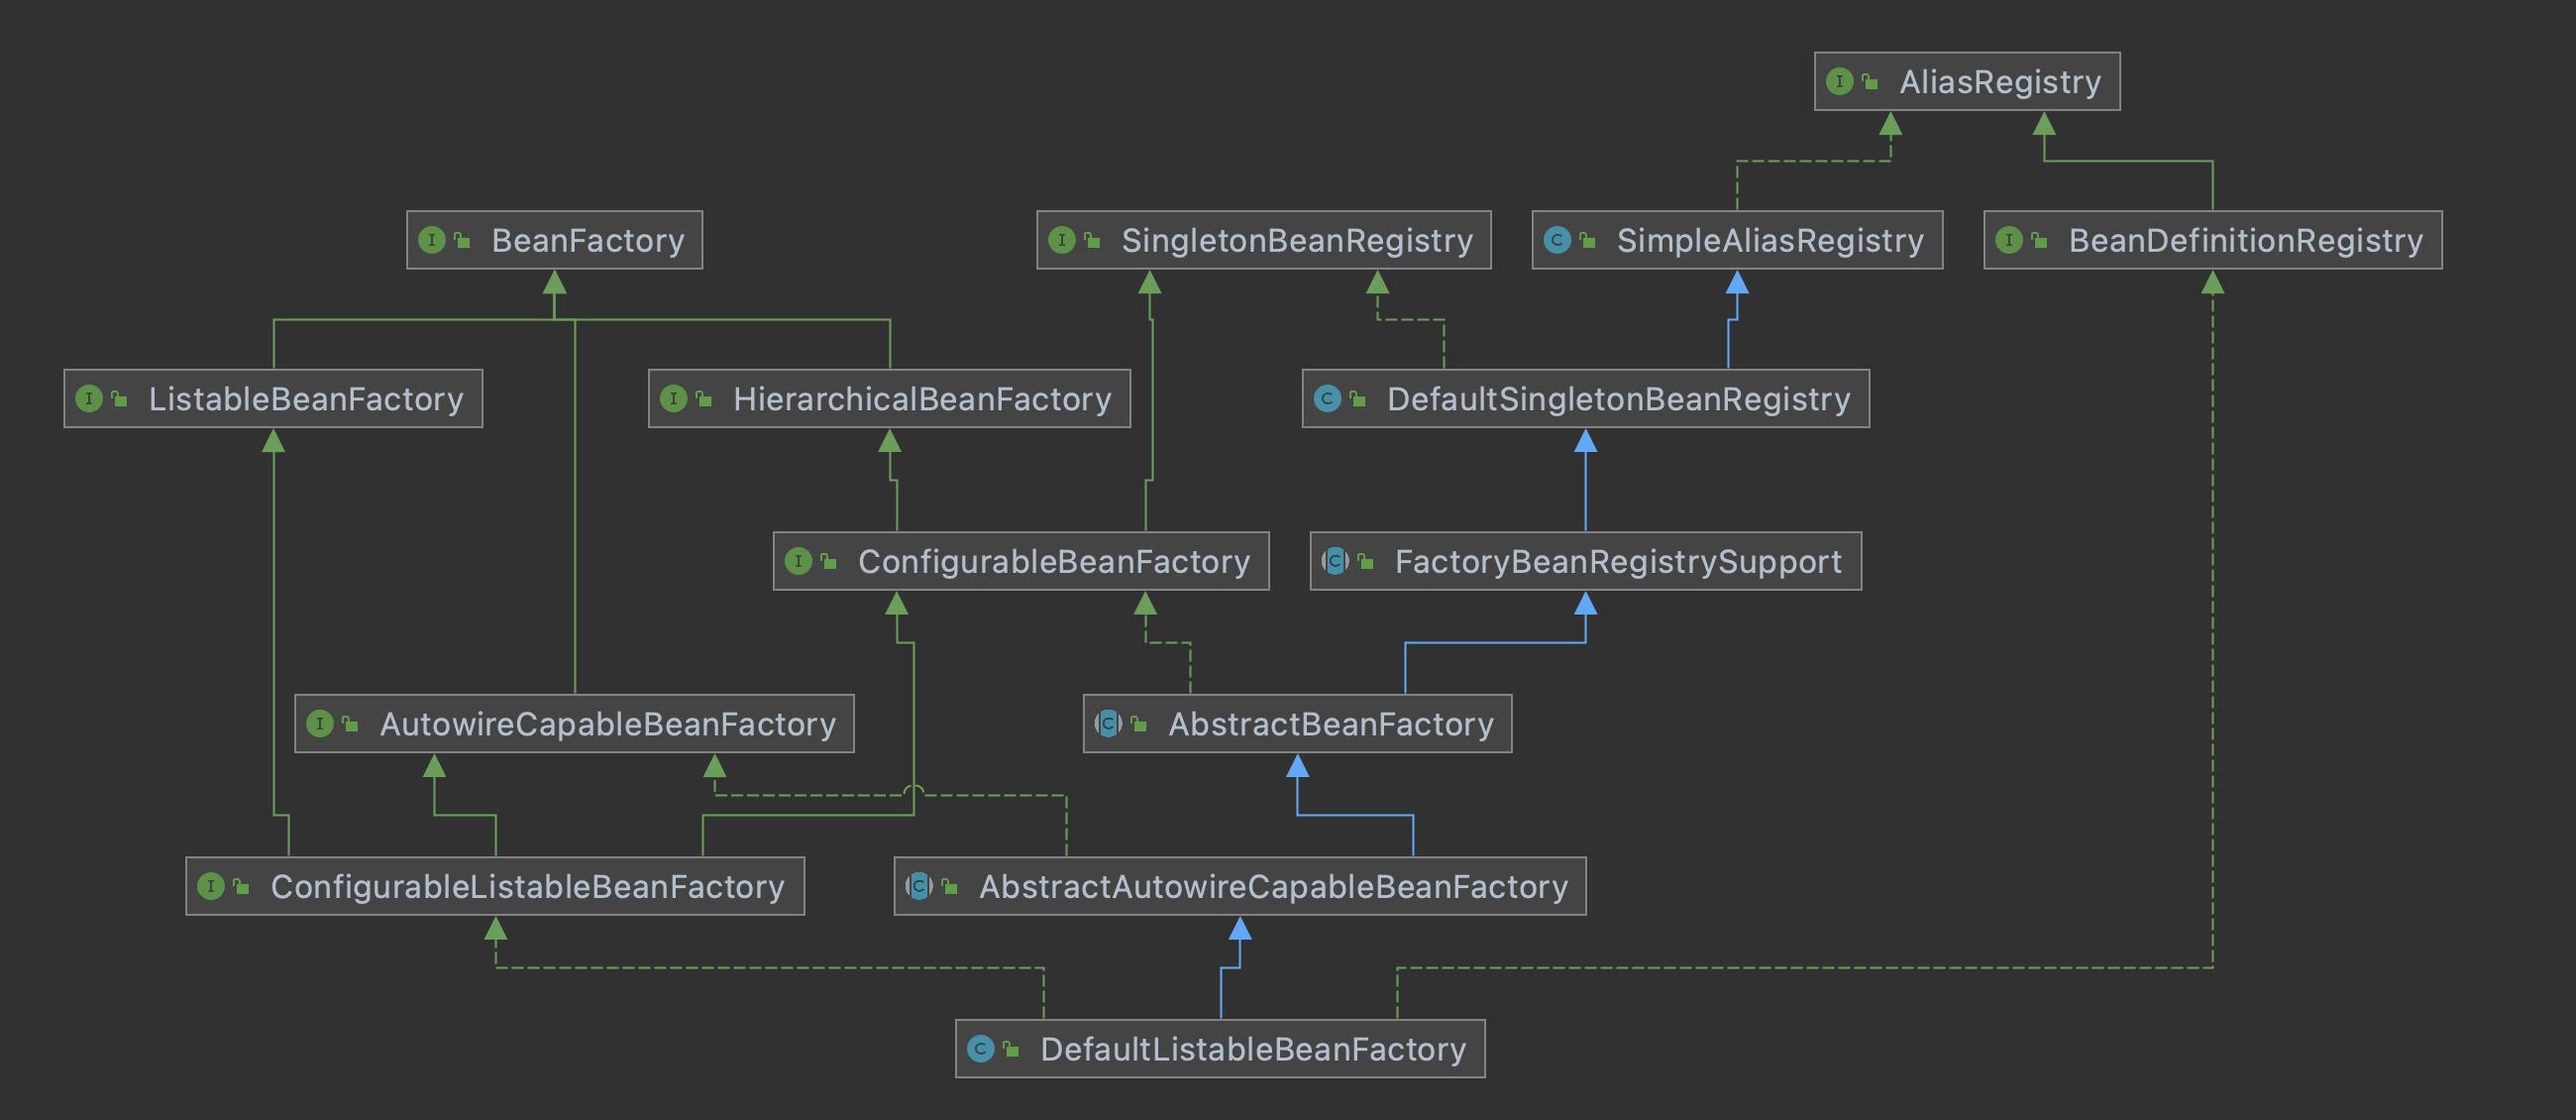 AliasRegistry
BeanFactory
SingletonBeanRegistry
SimpleAliasRegistry
BeanDefinitionRegistry
ListableBeanFactory
HierarchicalBeanFactory
DefaultSingletonBeanRegistry
ConfigurableBeanFactory
FactoryBeanRegistrySupport
AutowireCapableBeanFactory
AbstractBeanFactory
ConfigurableListableBeanFactory
AbstractAutowireCapableBeanFactory
DefaultListableBeanFactory